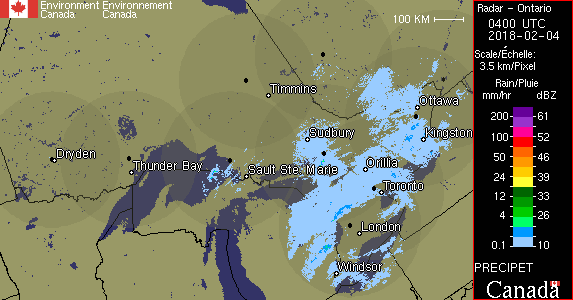 Environment Environnement
Canada Canada
100 KM
Timmins
Ottawa
Sudbury
Kingston
Dryden
Thunder Bay
Sault Ste. Marie
Orillia
Toronto
London
Windsor
Radar - Ontario
0400 UTC
2018-02-04
Scale/Échelle:
3.5 km/Pixel
Rain/Pluie
mm/hr dBZ
200 61
100 52
50 46
24 39
12 33
4 26
0.1 10
PRECIPET
Canada